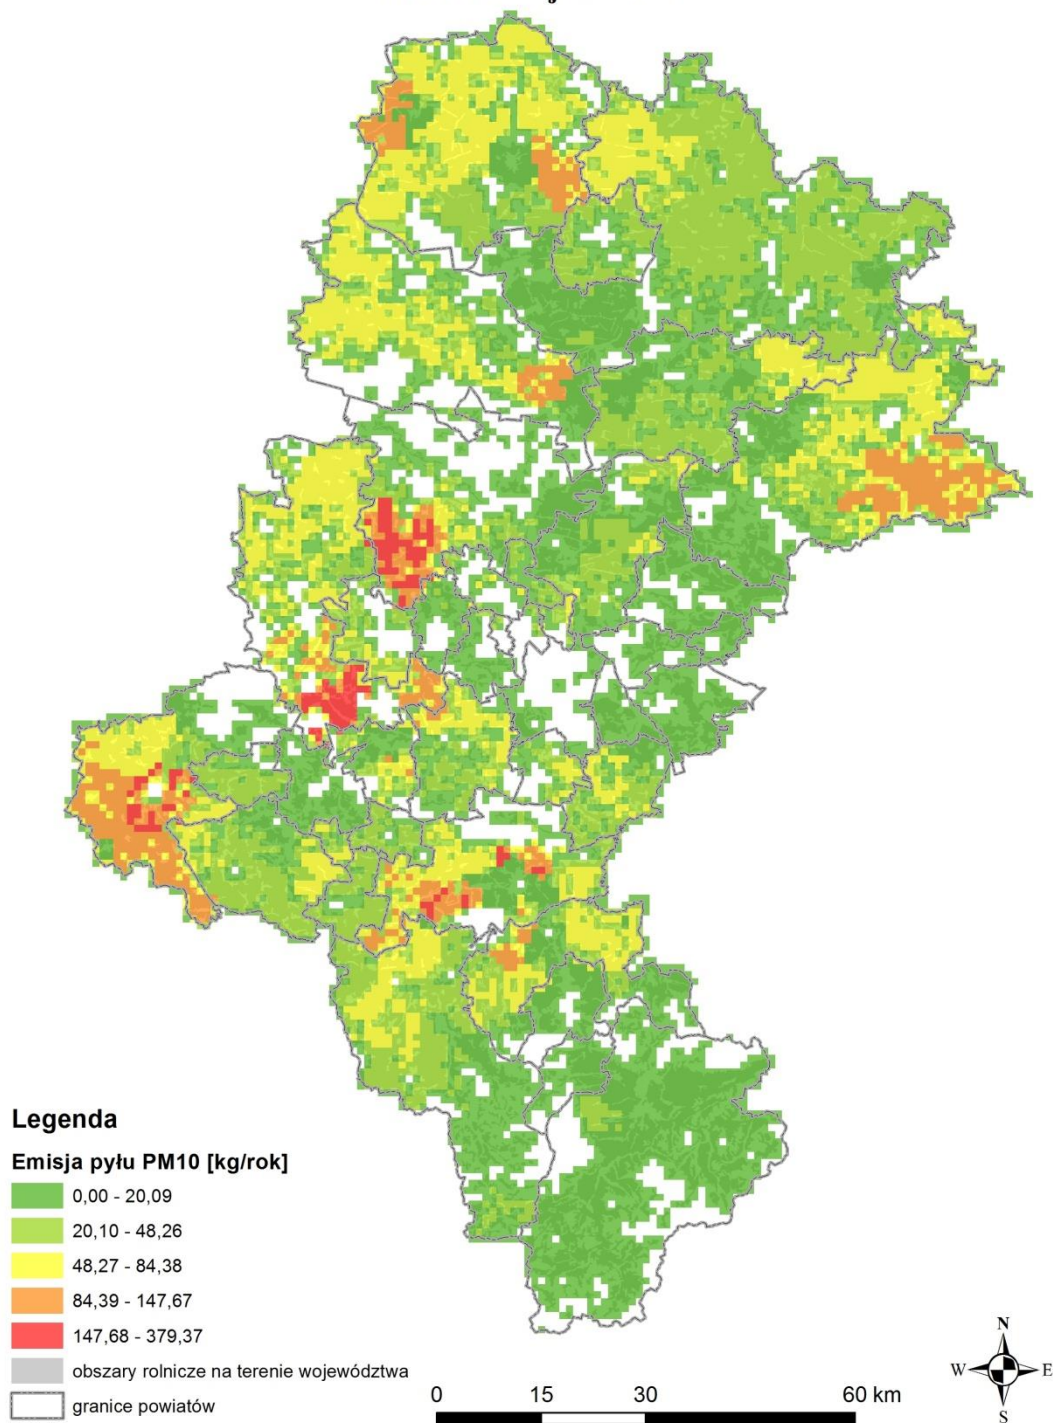 Legenda
Emisja pyłu PM10 [kg/rok]
0,00 - 20,09
20,10 - 48,26
48,27 - 84,38
84,39 - 147,67
147,68 - 379,37
obszary rolnicze na terenie województwa
granice powiatów
0 15 30 60 km
N
W E
S